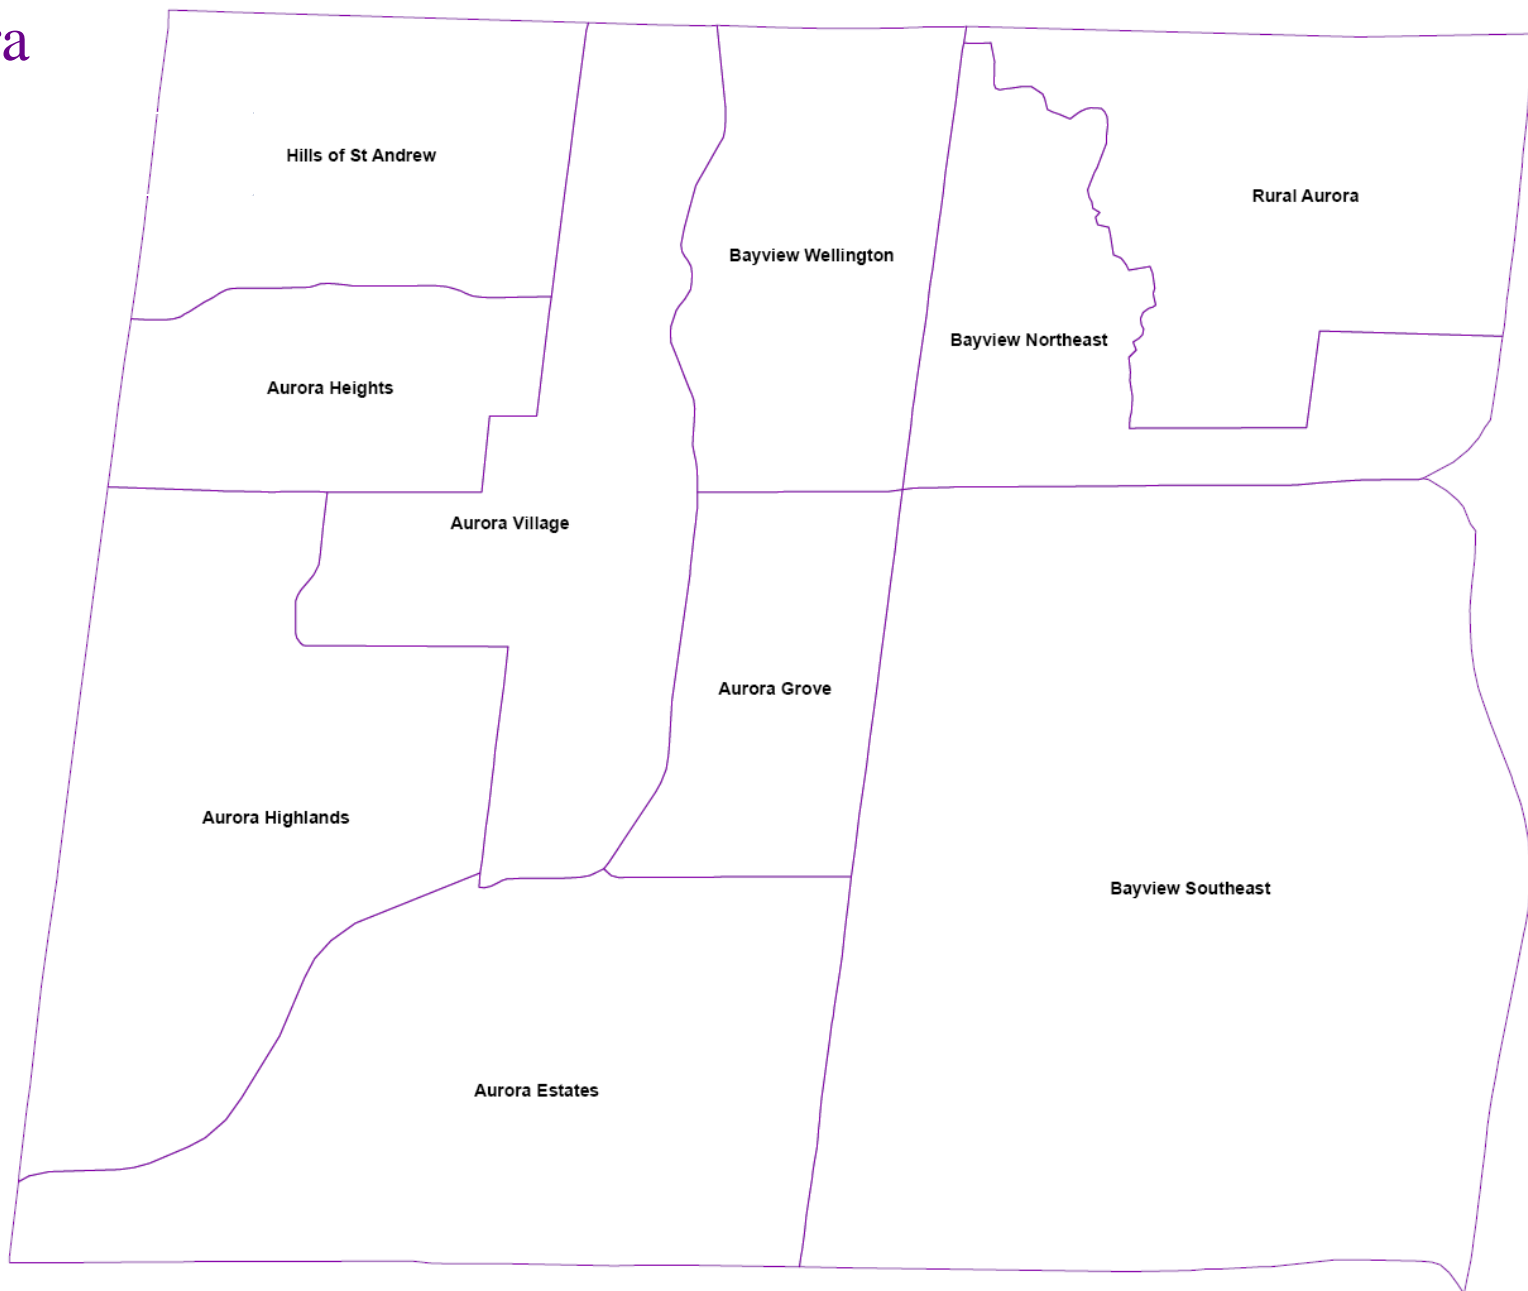 ra
Hills of St Andrew
Rural Aurora
Bayview Wellington
Bayview Northeast
Aurora Heights
Aurora Village
Aurora Grove
Aurora Highlands
Bayview Southeast
Aurora Estates